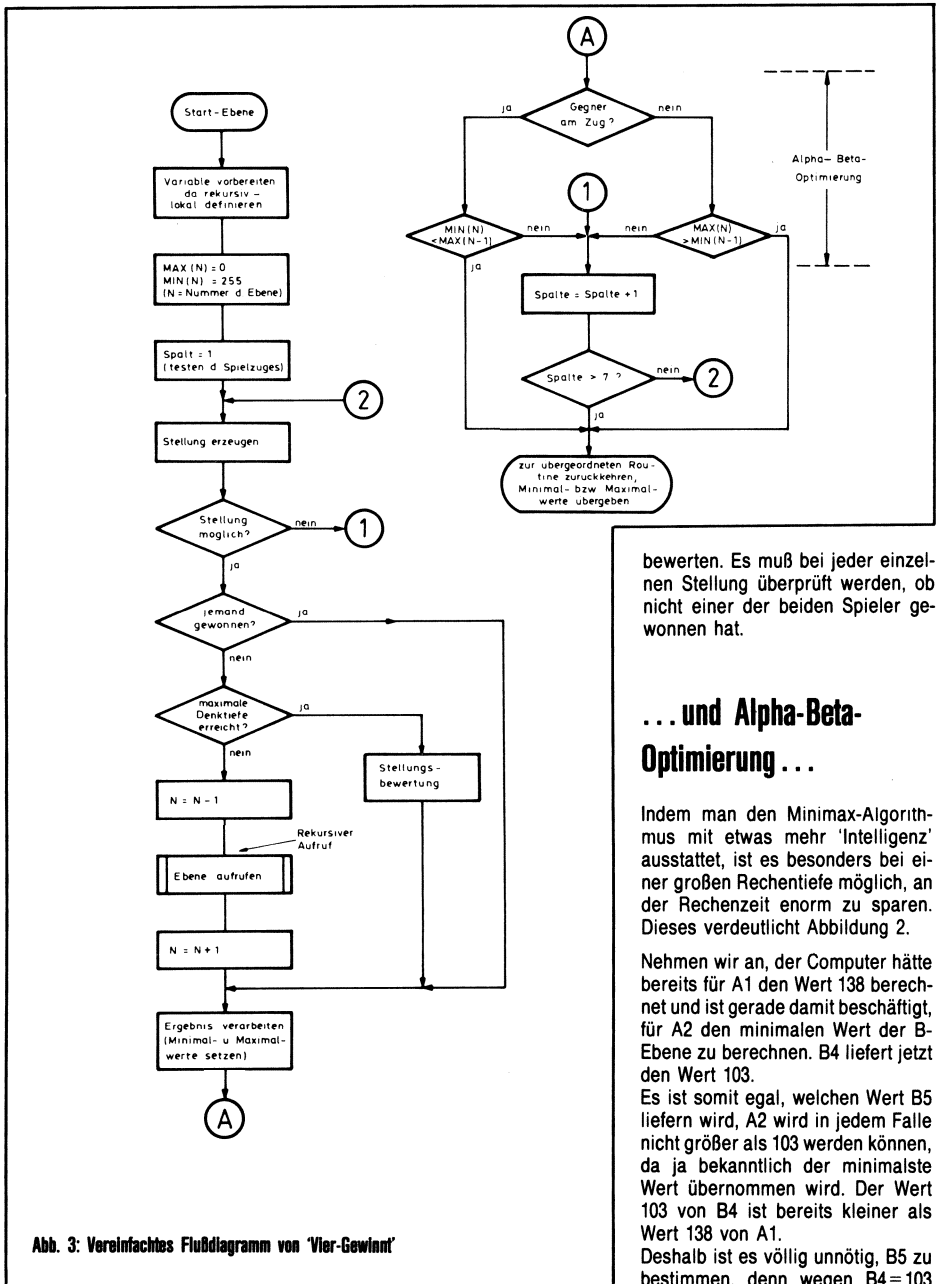 Start-Ebene
Variable vorbereiten
da rekursiv -
lokal definieren
MAX (N) = 0
MIN (N) = 255
(N = Nummer d Ebene)
Spalt = 1
(testen d Spielzuges)
2
Stellung erzeugen
Stellung
moglich?
nein
1
ja
jemand
gewonnen?
ja
nein
maximale
Denktiefe
erreicht?
ja
nein
Stellungs -
bewertung
N = N - 1
Rekursiver
Aufruf
Ebene aufrufen
N = N + 1
Ergebnis verarbeiten
(Minimal- u Maximal-
werte setzen)
A
A
ja
Gegner
am Zug?
nein
Alpha- Beta-
Optimierung
1
MIN(N)
<MAX(N-1)
nein
nein
MAX(N)
>MIN(N-1)
ja
ja
Spalte = Spalte +1
Spalte > 7 ?
nein
2
ja
zur ubergeordneten Rou-
tine zuruckkehren,
Minimal- bzw Maximal-
werte ubergeben
Abb. 3: Vereinfachtes Flußdiagramm von 'Vier-Gewinnt'
bewerten. Es muß bei jeder einzel-
nen Stellung überprüft werden, ob
nicht einer der beiden Spieler ge-
wonnen hat.
... und Alpha-Beta-
Optimierung ...
Indem man den Minimax-Algorith-
mus mit etwas mehr 'Intelligenz'
ausstattet, ist es besonders bei ei-
ner großen Rechentiefe möglich, an
der Rechenzeit enorm zu sparen.
Dieses verdeutlicht Abbildung 2.
Nehmen wir an, der Computer hätte
bereits für A1 den Wert 138 berech-
net und ist gerade damit beschäftigt,
für A2 den minimalen Wert der B-
Ebene zu berechnen. B4 liefert jetzt
den Wert 103.
Es ist somit egal, welchen Wert B5
liefern wird, A2 wird in jedem Falle
nicht größer als 103 werden können,
da ja bekanntlich der minimalste
Wert übernommen wird. Der Wert
103 von B4 ist bereits kleiner als
Wert 138 von A1.
Deshalb ist es völlig unnötig, B5 zu
bestimmen, denn wegen B4 = 103